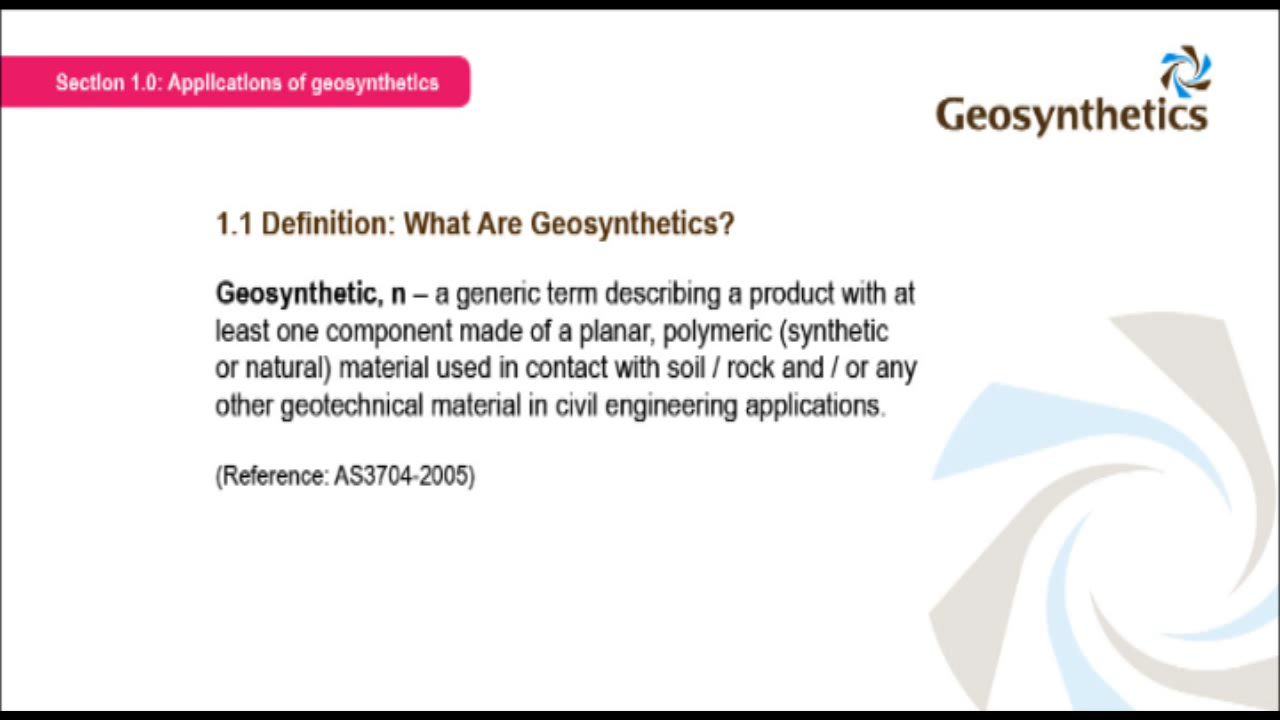 Section 1.0: Applications of geosynthetics
Geosynthetics
1.1 Definition: What Are Geosynthetics?
Geosynthetic, n – a generic term describing a product with at
least one component made of a planar, polymeric (synthetic
or natural) material used in contact with soil / rock and / or any
other geotechnical material in civil engineering applications.
(Reference: AS3704-2005)